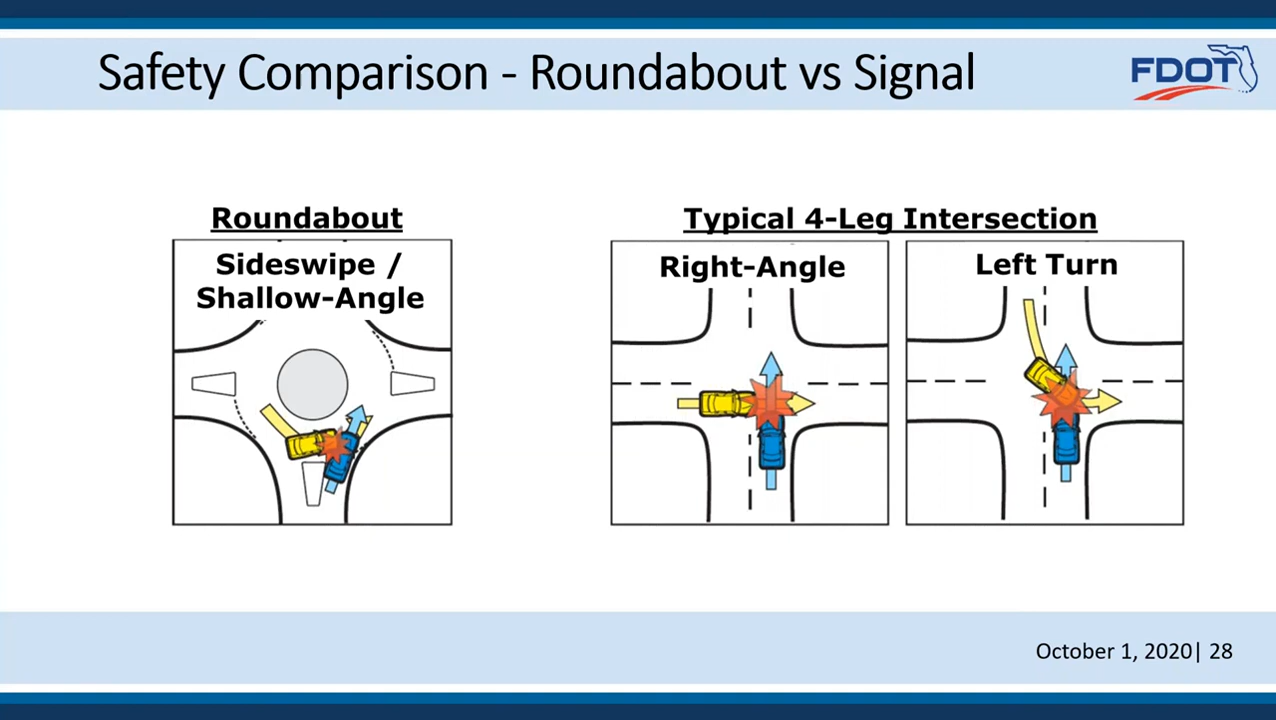 Safety Comparison - Roundabout vs Signal
FDOT
Roundabout
Sideswipe /
Shallow-Angle
Typical 4-Leg Intersection
Right-Angle
Left Turn
October 1, 2020| 28